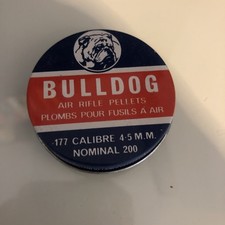 BULLDOG
AIR RIFLE PELLETS
PLOMBS POUR FUSILS A AIR
·177 CALIBRE 4·5 M.M.
NOMINAL 200